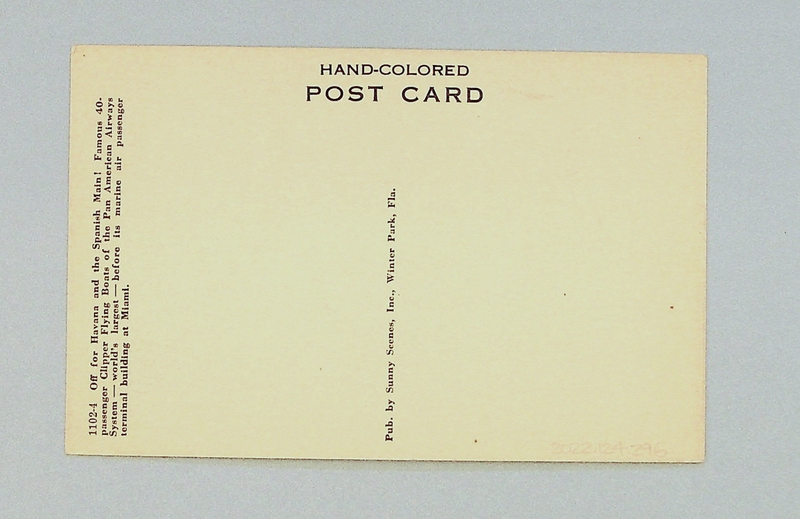 HAND-COLORED
POST CARD
1102-4 Off for Havana and the Spanish Main! Famous 40-
passenger Clipper Flying Boats of the Pan American Airways
System — world's largest — before its marine air passenger
terminal building at Miami.
Pub. by Sunny Scenes, Inc., Winter Park, Fla.